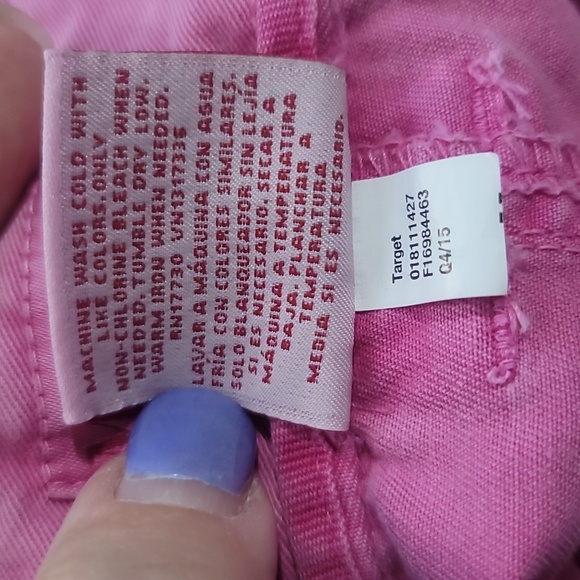 MACHINE WASH COLD WITH
LIKE COLORS. ONLY
NON-CHLORINE BLEACH WHEN
NEEDED. TUMBLE DRY LOW.
WARM IRON WHEN NEEDED.
RN17730 VN1317335
LAVAR A MÁQUINA CON AGUA
FRÍA CON COLORES SIMILARES.
SOLO BLANQUEADOR SIN LEJÍA
SI ES NECESARIO. SECAR A
MÁQUINA A TEMPERATURA
BAJA. PLANCHAR A
TEMPERATURA
MEDIA SI ES NECESARIO.
Target
018111427
F16984463
Q4/15